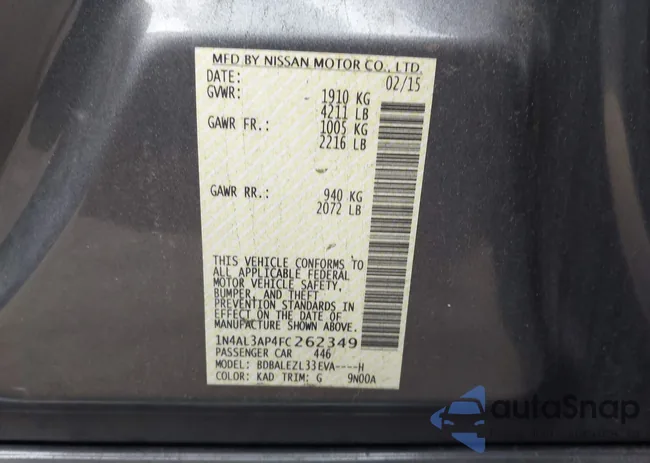 MFD BY NISSAN MOTOR CO., LTD.
DATE: 02/15
GVWR: 1910 KG
4211 LB
GAWR FR.: 1005 KG
2216 LB
GAWR RR.: 940 KG
2072 LB
THIS VEHICLE CONFORMS TO
ALL APPLICABLE FEDERAL
MOTOR VEHICLE SAFETY,
BUMPER, AND THEFT
PREVENTION STANDARDS IN
EFFECT ON THE DATE OF
MANUFACTURE SHOWN ABOVE.
1N4AL3AP4FC262349
PASSENGER CAR 446
MODEL: BDBALEZL33EVA----H
COLOR: KAD TRIM: G 9N00A
autoSnap